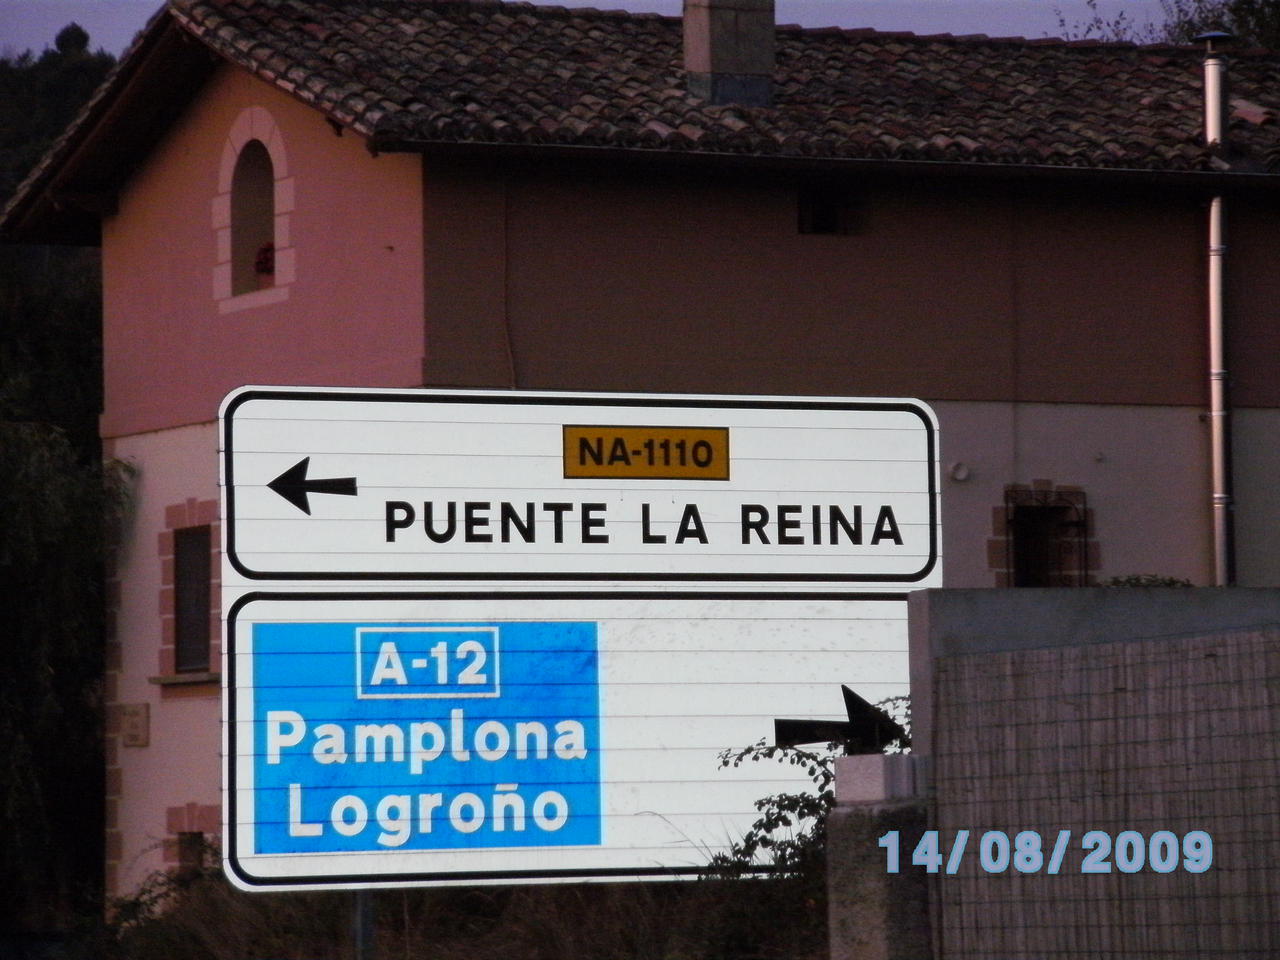 NA-1110
PUENTE LA REINA
A-12
Pamplona
Logroño
14/08/2009